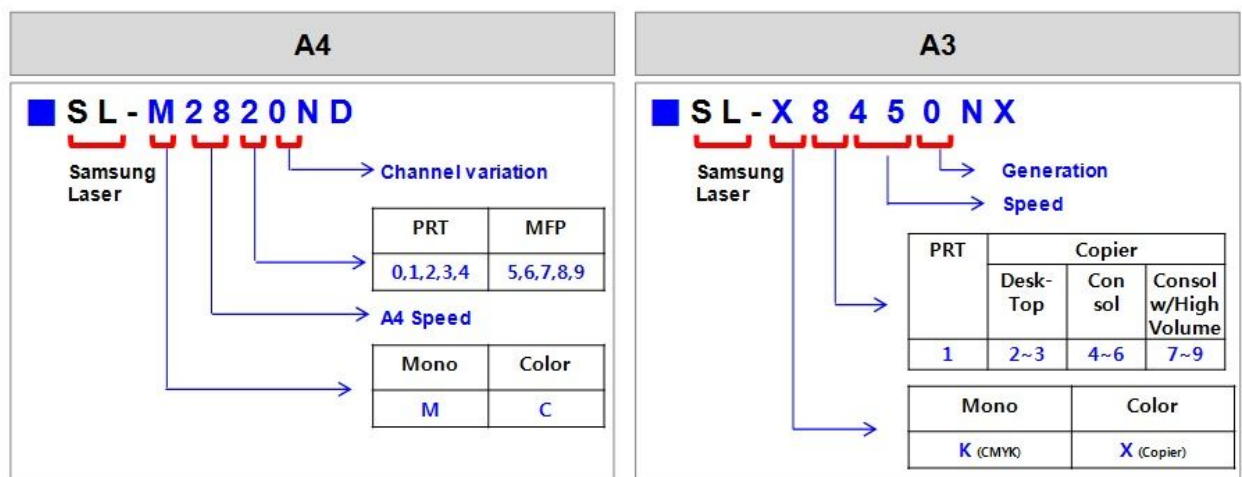 A4
■ SL-M2820ND
Samsung
Laser
Channel variation
PRT MFP
0,1,2,3,4 5,6,7,8,9
A4 Speed
Mono Color
M C
A3
■ SL-X8450NX
Samsung
Laser
Generation
Speed
PRT Copier
Desk-
Top
Con
sol
Consol
w/High
Volume
1 2~3 4~6 7~9
Mono Color
K (CMYK) X (Copier)